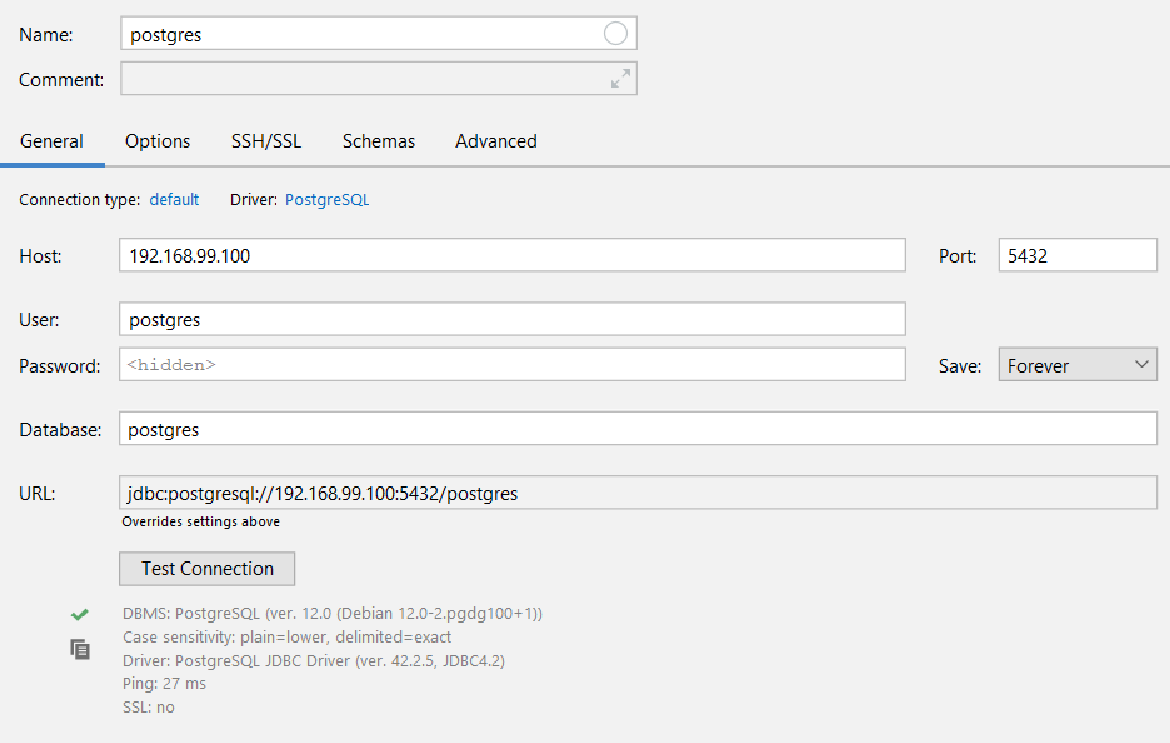 Name: postgres
Comment:
General Options SSH/SSL Schemas Advanced
Connection type: default Driver: PostgreSQL
Host: 192.168.99.100 Port: 5432
User: postgres
Password: <hidden> Save: Forever
Database: postgres
URL: jdbc:postgresql://192.168.99.100:5432/postgres
Overrides settings above
Test Connection
DBMS: PostgreSQL (ver. 12.0 (Debian 12.0-2.pgdg100+1))
Case sensitivity: plain=lower, delimited=exact
Driver: PostgreSQL JDBC Driver (ver. 42.2.5, JDBC4.2)
Ping: 27 ms
SSL: no